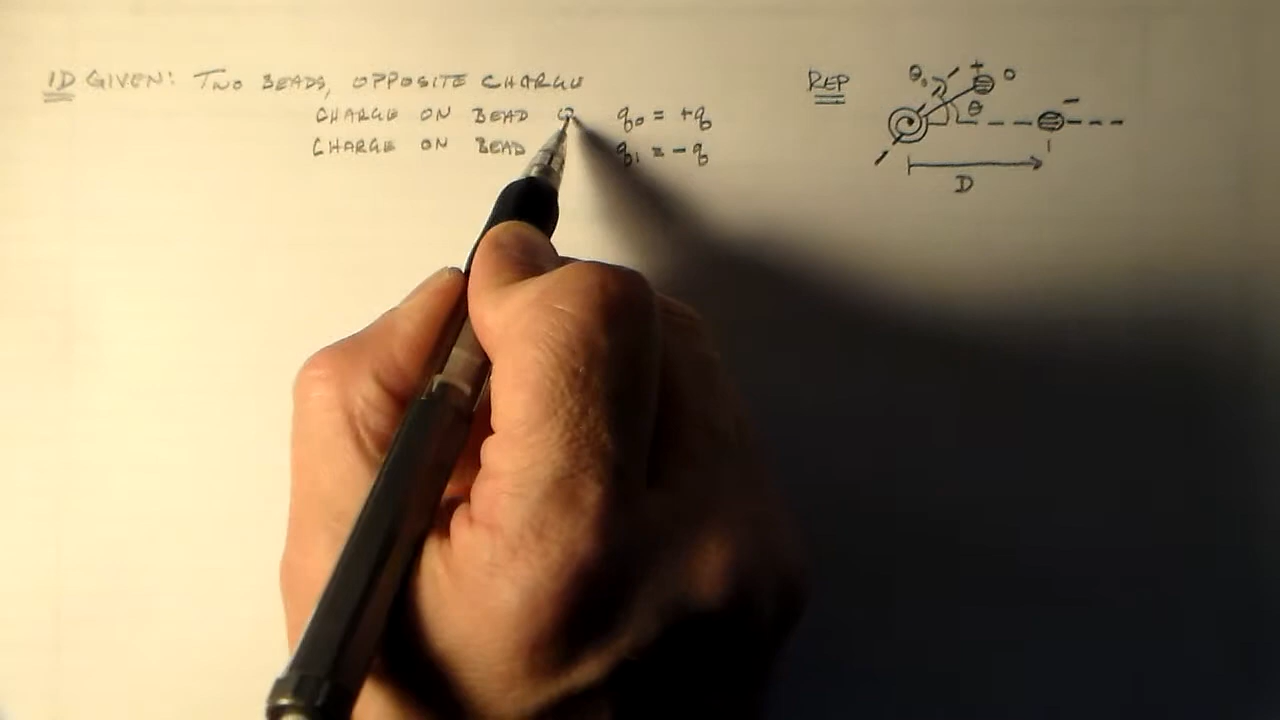 ID GIVEN: TWO BEADS, OPPOSITE CHARGE
CHARGE ON BEAD 0 q₀ = +q
CHARGE ON BEAD q₁ = -q
REP
θ₀ + 0
θ
-
1
D